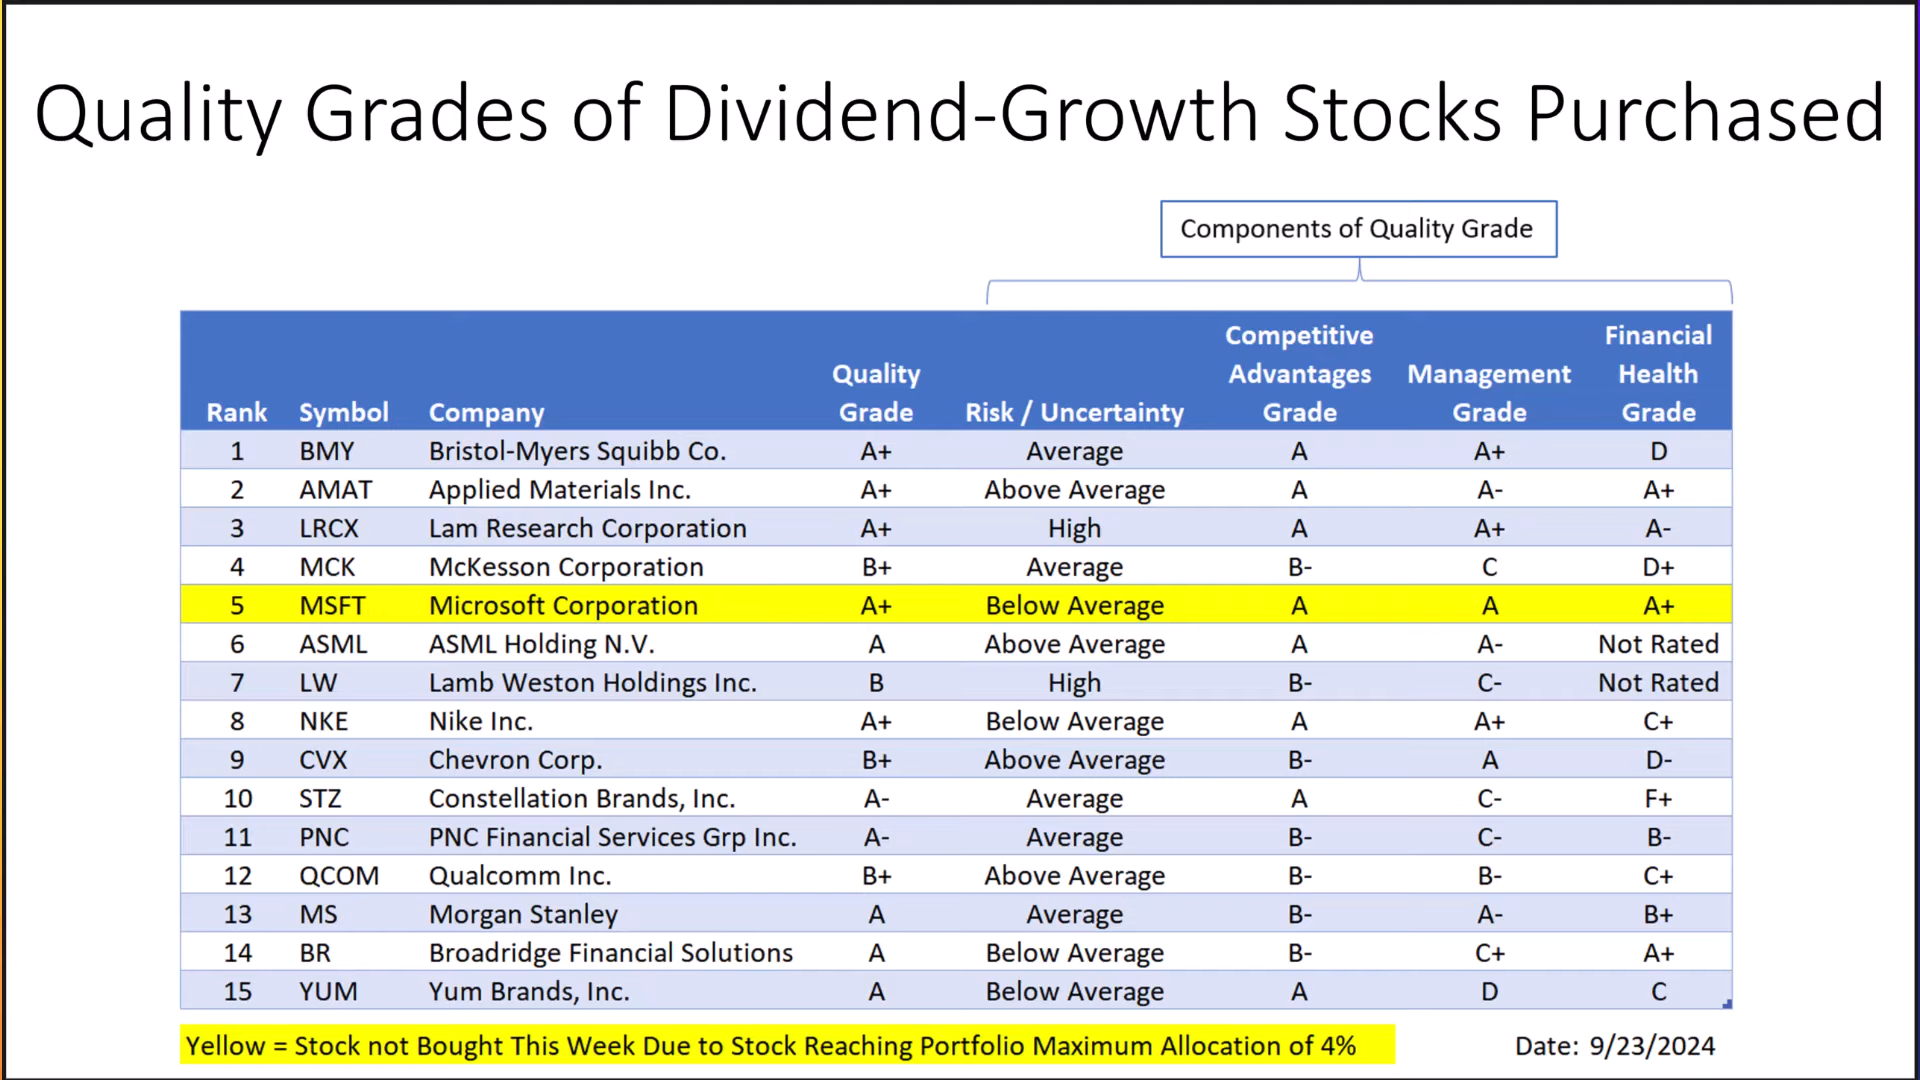 Quality Grades of Dividend-Growth Stocks Purchased
Components of Quality Grade
Rank Symbol Company Quality Grade Risk / Uncertainty Competitive Advantages Grade Management Grade Financial Health Grade
1 BMY Bristol-Myers Squibb Co. A+ Average A A+ D
2 AMAT Applied Materials Inc. A+ Above Average A A- A+
3 LRCX Lam Research Corporation A+ High A A+ A-
4 MCK McKesson Corporation B+ Average B- C D+
5 MSFT Microsoft Corporation A+ Below Average A A A+
6 ASML ASML Holding N.V. A Above Average A A- Not Rated
7 LW Lamb Weston Holdings Inc. B High B- C- Not Rated
8 NKE Nike Inc. A+ Below Average A A+ C+
9 CVX Chevron Corp. B+ Above Average B- A D-
10 STZ Constellation Brands, Inc. A- Average A C- F+
11 PNC PNC Financial Services Grp Inc. A- Average B- C- B-
12 QCOM Qualcomm Inc. B+ Above Average B- B- C+
13 MS Morgan Stanley A Average B- A- B+
14 BR Broadridge Financial Solutions A Below Average B- C+ A+
15 YUM Yum Brands, Inc. A Below Average A D C
Yellow = Stock not Bought This Week Due to Stock Reaching Portfolio Maximum Allocation of 4%
Date: 9/23/2024